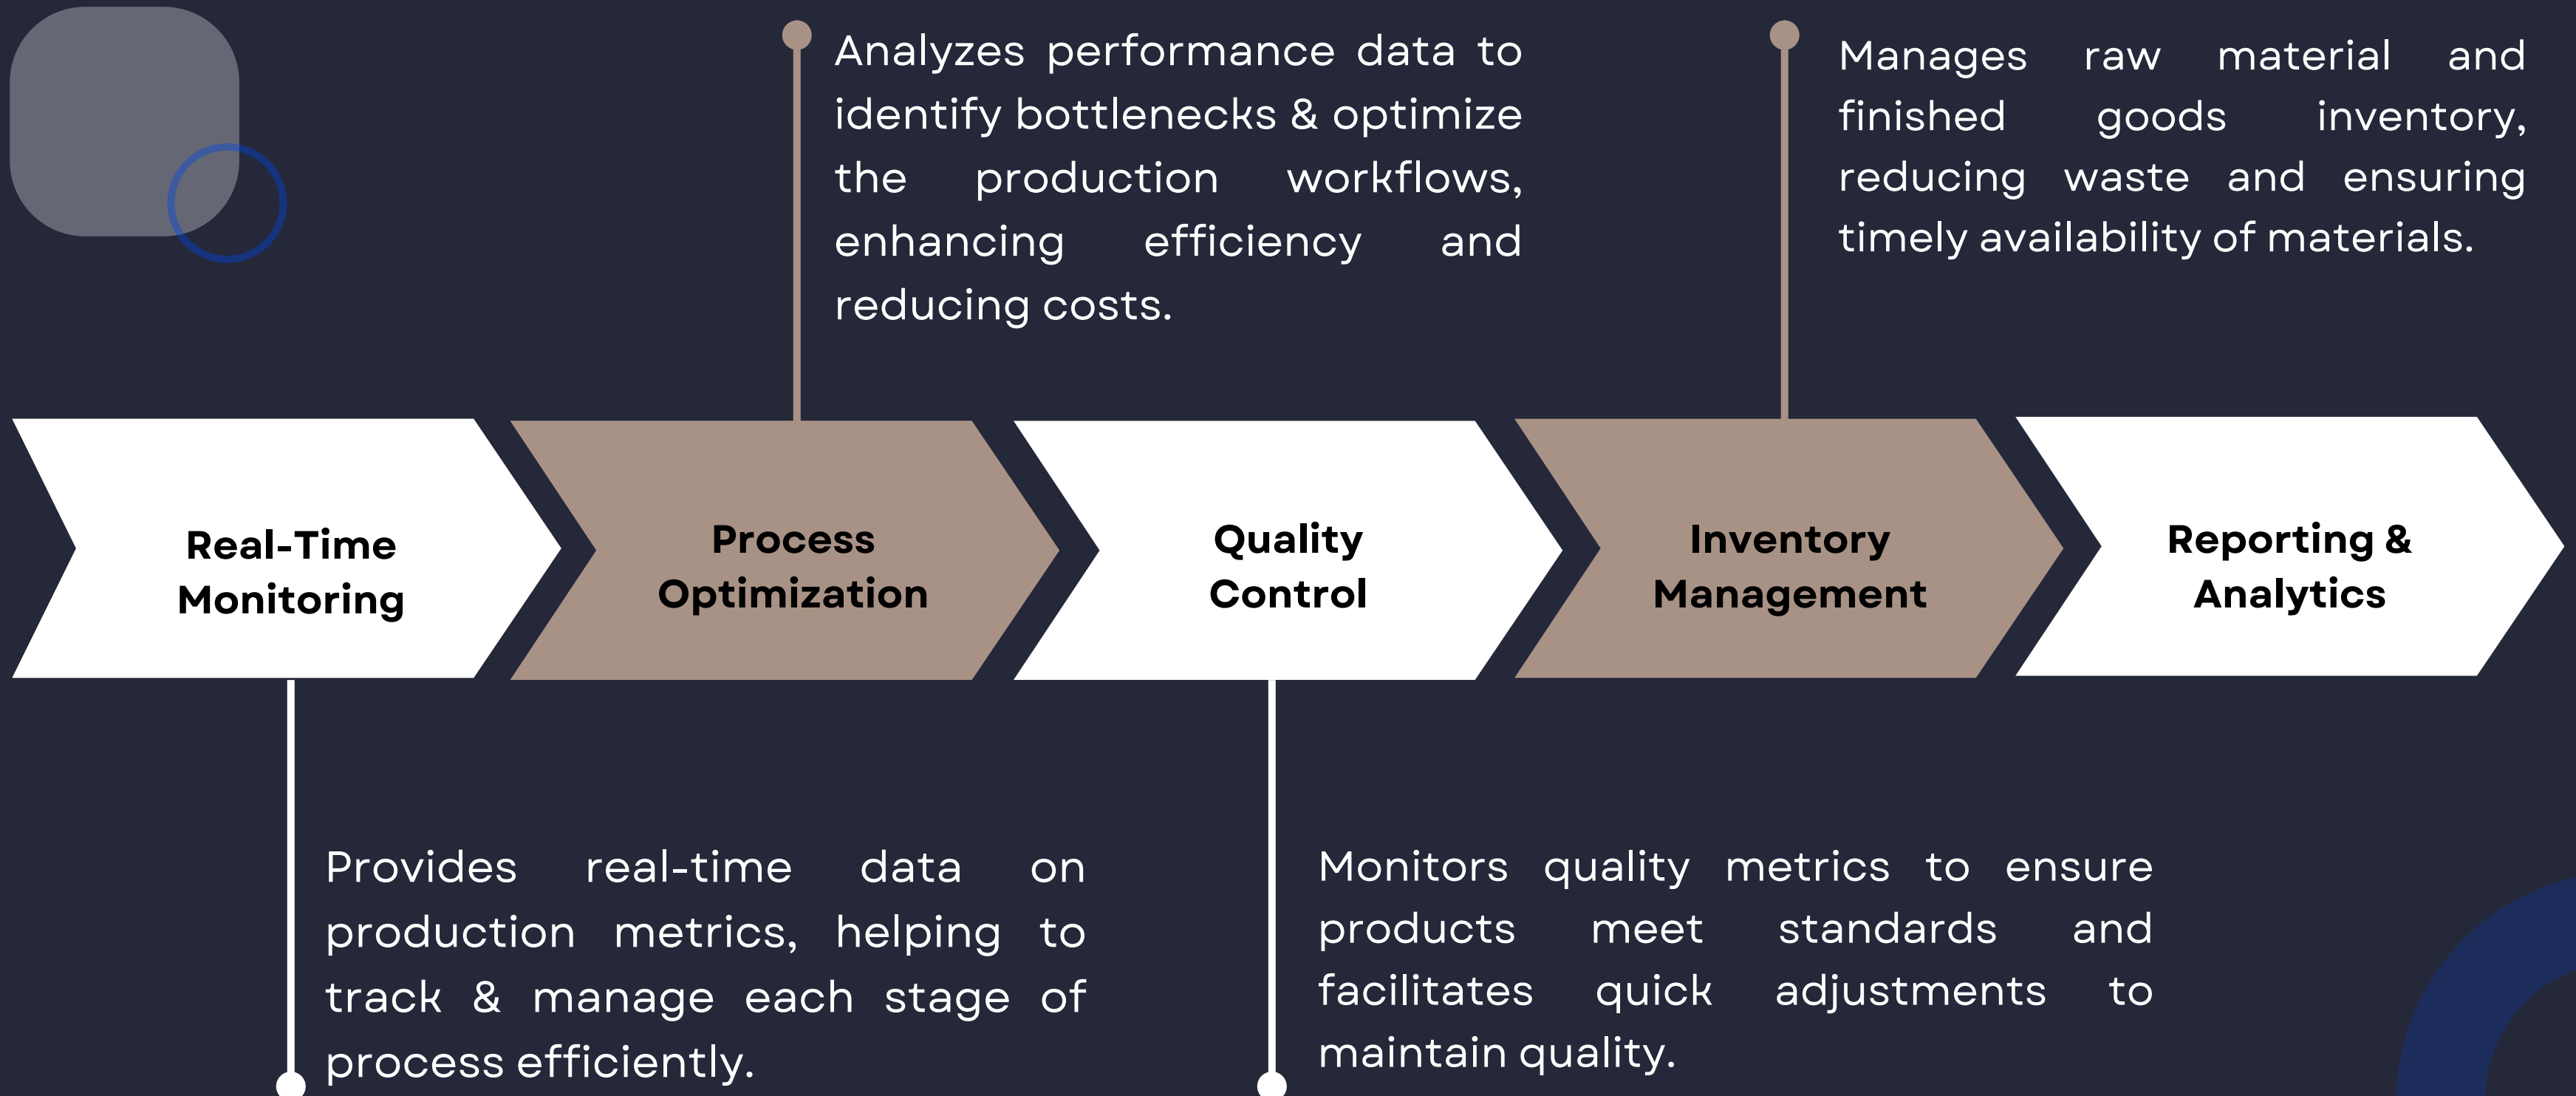 Analyzes performance data to
identify bottlenecks & optimize
the production workflows,
enhancing efficiency and
reducing costs.
Manages raw material and
finished goods inventory,
reducing waste and ensuring
timely availability of materials.
Real-Time
Monitoring
Process
Optimization
Quality
Control
Inventory
Management
Reporting &
Analytics
Provides real-time data on
production metrics, helping to
track & manage each stage of
process efficiently.
Monitors quality metrics to ensure
products meet standards and
facilitates quick adjustments to
maintain quality.